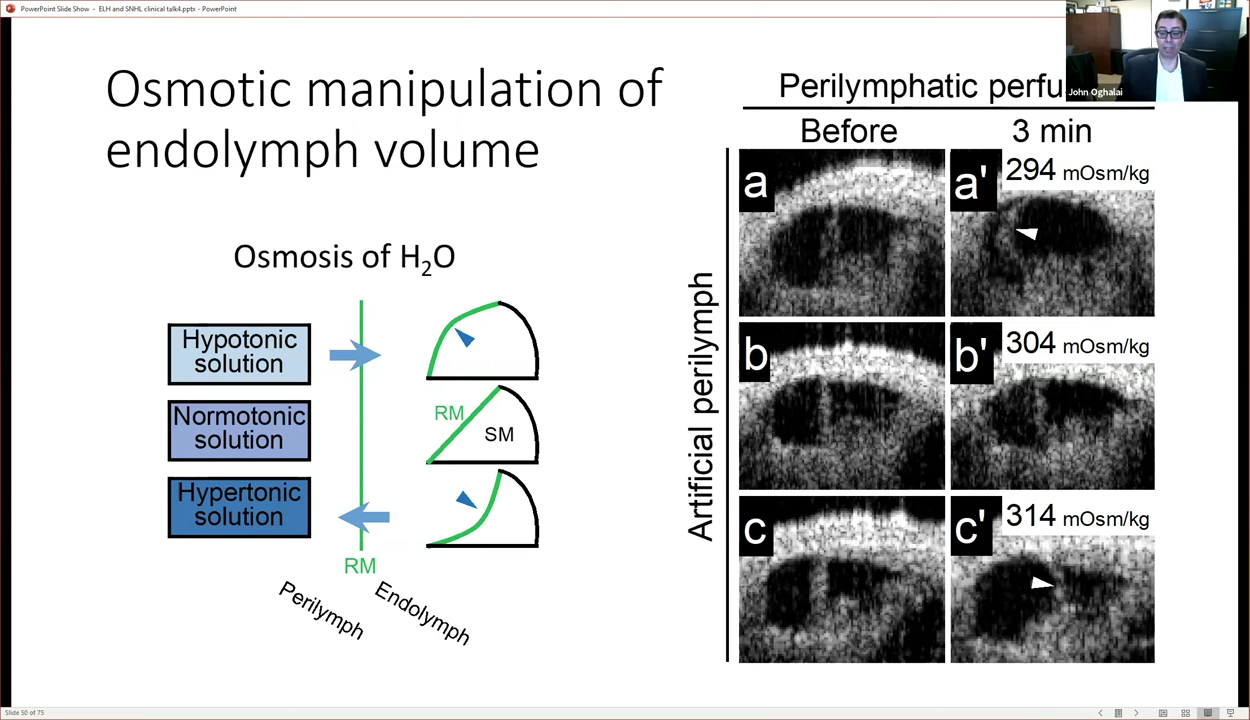 PowerPoint Slide Show - ELH and SNHL clinical talk4.pptx - PowerPoint
John Oghalai
Osmotic manipulation of
endolymph volume
Osmosis of H2O
Hypotonic
solution
Normotonic
solution
Hypertonic
solution
RM
Perilymph
Endolymph
RM
SM
Perilymphatic perfu
Before
3 min
Artificial perilymph
a
a'
294 mOsm/kg
b
b'
304 mOsm/kg
c
c'
314 mOsm/kg
Slide 50 of 75